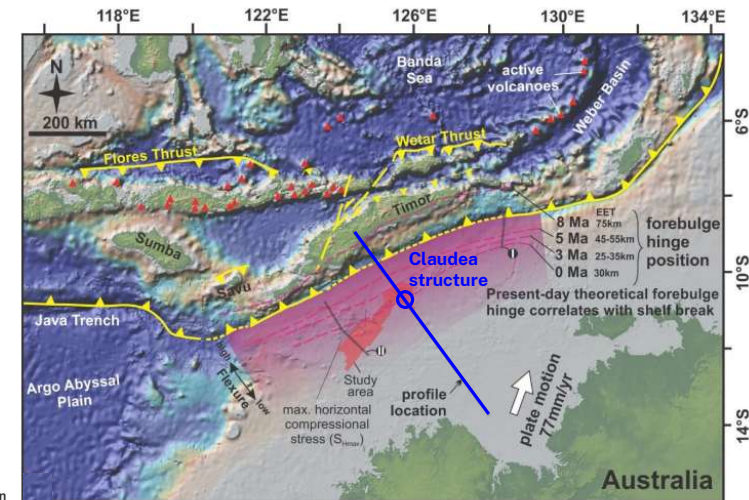 118°E 122°E 126°E 130°E 134°E
N
200 km
Banda
Sea
active
volcanoes
Weber Basin
6°S
Flores Thrust
Wetar Thrust
Timor
Sumba
Savu
8 Ma EET 75km
5 Ma 45-55km
3 Ma 25-35km
0 Ma 30km
forebulge
hinge
position
10°S
Claudea
structure
Present-day theoretical forebulge
hinge correlates with shelf break
I
II
Java Trench
Argo Abyssal
Plain
high
Flexure
low
Study
area
max. horizontal
compressional
stress (SHmax)
profile
location
plate motion
77mm/yr
14°S
Australia
n